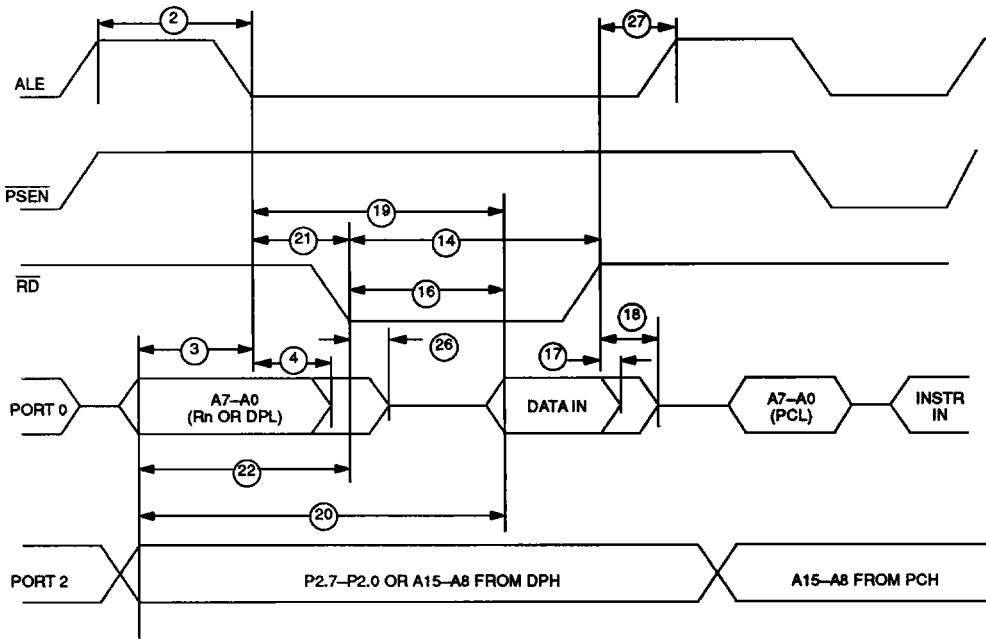 2
27
ALE
PSEN
19
21
14
RD
16
18
3
4
26
17
PORT 0
A7–A0
(Rn OR DPL)
DATA IN
A7–A0
(PCL)
INSTR
IN
22
20
PORT 2
P2.7–P2.0 OR A15–A8 FROM DPH
A15–A8 FROM PCH